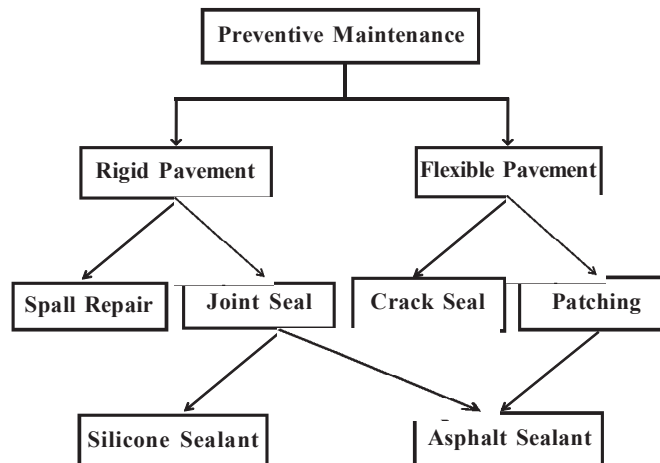 Preventive Maintenance
Rigid Pavement
Flexible Pavement
Spall Repair
Joint Seal
Crack Seal
Patching
Silicone Sealant
Asphalt Sealant